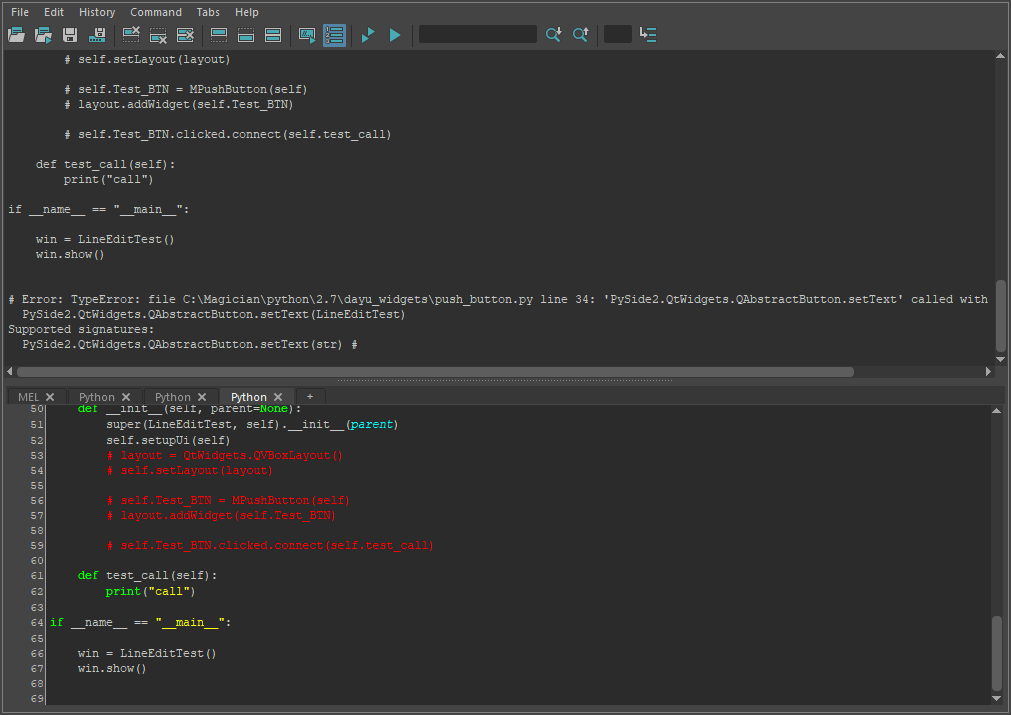 File Edit History Command Tabs Help
# self.setLayout(layout)
# self.Test_BTN = MPushButton(self)
# layout.addWidget(self.Test_BTN)
# self.Test_BTN.clicked.connect(self.test_call)
def test_call(self):
print("call")
if __name__ == "__main__":
win = LineEditTest()
win.show()
# Error: TypeError: file C:\Magician\python\2.7\dayu_widgets\push_button.py line 34: 'PySide2.QtWidgets.QAbstractButton.setText' called with
PySide2.QtWidgets.QAbstractButton.setText(LineEditTest)
Supported signatures:
PySide2.QtWidgets.QAbstractButton.setText(str) #
MEL Python Python Python +
50 def __init__(self, parent=None):
51 super(LineEditTest, self).__init__(parent)
52 self.setupUi(self)
53 # layout = QtWidgets.QVBoxLayout()
54 # self.setLayout(layout)
55
56 # self.Test_BTN = MPushButton(self)
57 # layout.addWidget(self.Test_BTN)
58
59 # self.Test_BTN.clicked.connect(self.test_call)
60
61 def test_call(self):
62 print("call")
63
64 if __name__ == "__main__":
65
66 win = LineEditTest()
67 win.show()
68
69